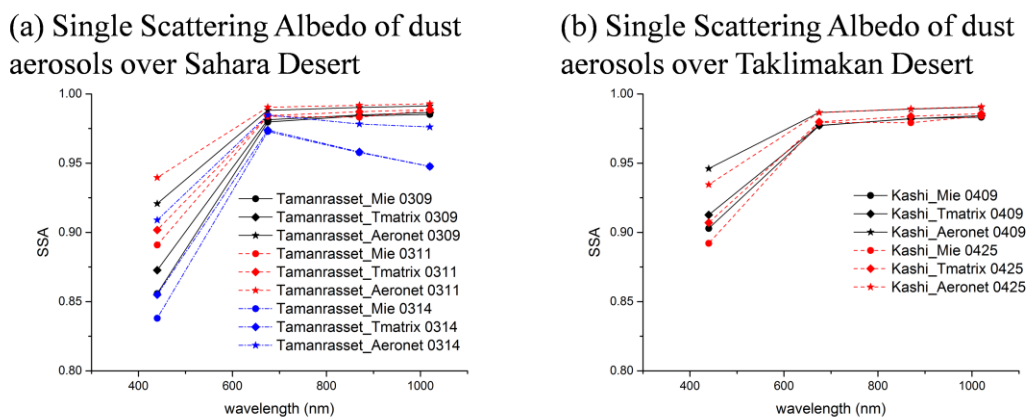 (a) Single Scattering Albedo of dust
aerosols over Sahara Desert
1.00
0.95
0.90
0.85
0.80
SSA
Tamanrasset_Mie 0309
Tamanrasset_Tmatrix 0309
Tamanrasset_Aeronet 0309
Tamanrasset_Mie 0311
Tamanrasset_Tmatrix 0311
Tamanrasset_Aeronet 0311
Tamanrasset_Mie 0314
Tamanrasset_Tmatrix 0314
Tamanrasset_Aeronet 0314
400 600 800 1000
wavelength (nm)
(b) Single Scattering Albedo of dust
aerosols over Taklimakan Desert
1.00
0.95
0.90
0.85
0.80
SSA
Kashi_Mie 0409
Kashi_Tmatrix 0409
Kashi_Aeronet 0409
Kashi_Mie 0425
Kashi_Tmatrix 0425
Kashi_Aeronet 0425
400 600 800 1000
wavelength (nm)